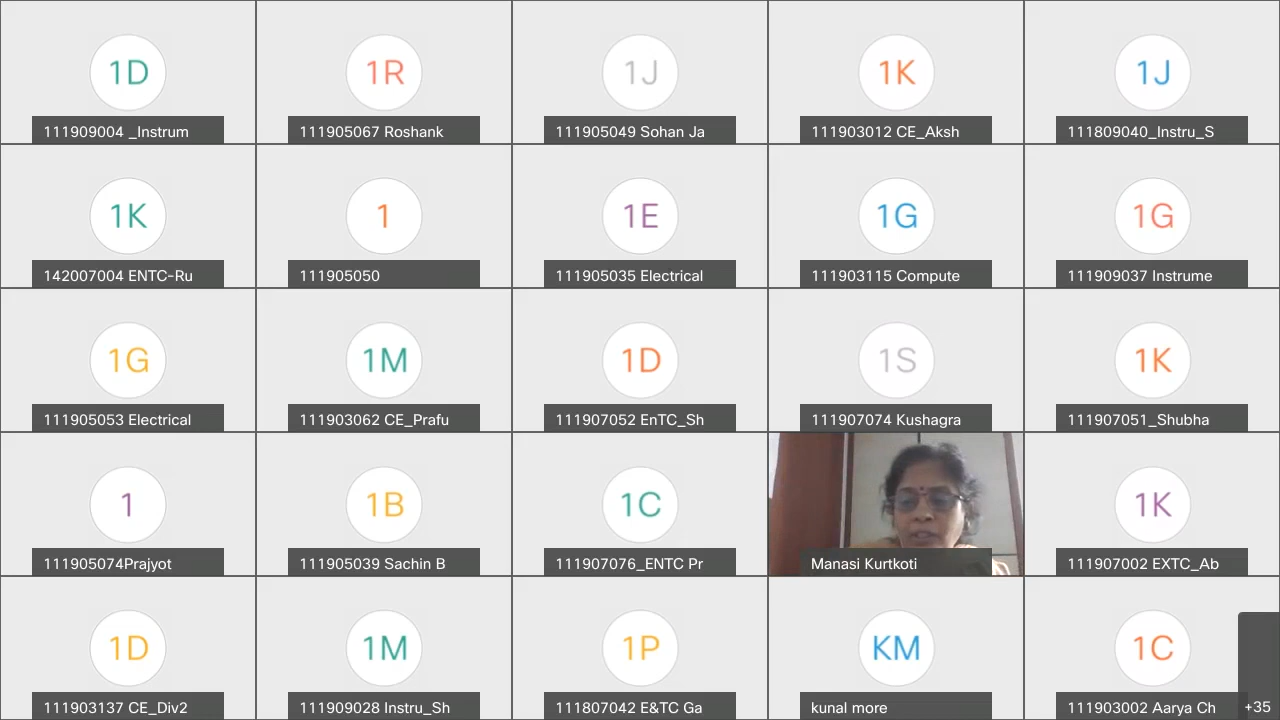 1D
1R
1J
1K
1J
111909004 _Instrum
111905067 Roshank
111905049 Sohan Ja
111903012 CE_Aksh
111809040_Instru_S
1K
1
1E
1G
1G
142007004 ENTC-Ru
111905050
111905035 Electrical
111903115 Compute
111909037 Instrume
1G
1M
1D
1S
1K
111905053 Electrical
111903062 CE_Prafu
111907052 EnTC_Sh
111907074 Kushagra
111907051_Shubha
1
1B
1C
1K
111905074Prajyot
111905039 Sachin B
111907076_ENTC Pr
Manasi Kurtkoti
111907002 EXTC_Ab
1D
1M
1P
KM
1C
111903137 CE_Div2
111909028 Instru_Sh
111807042 E&TC Ga
kunal more
111903002 Aarya Ch
+35